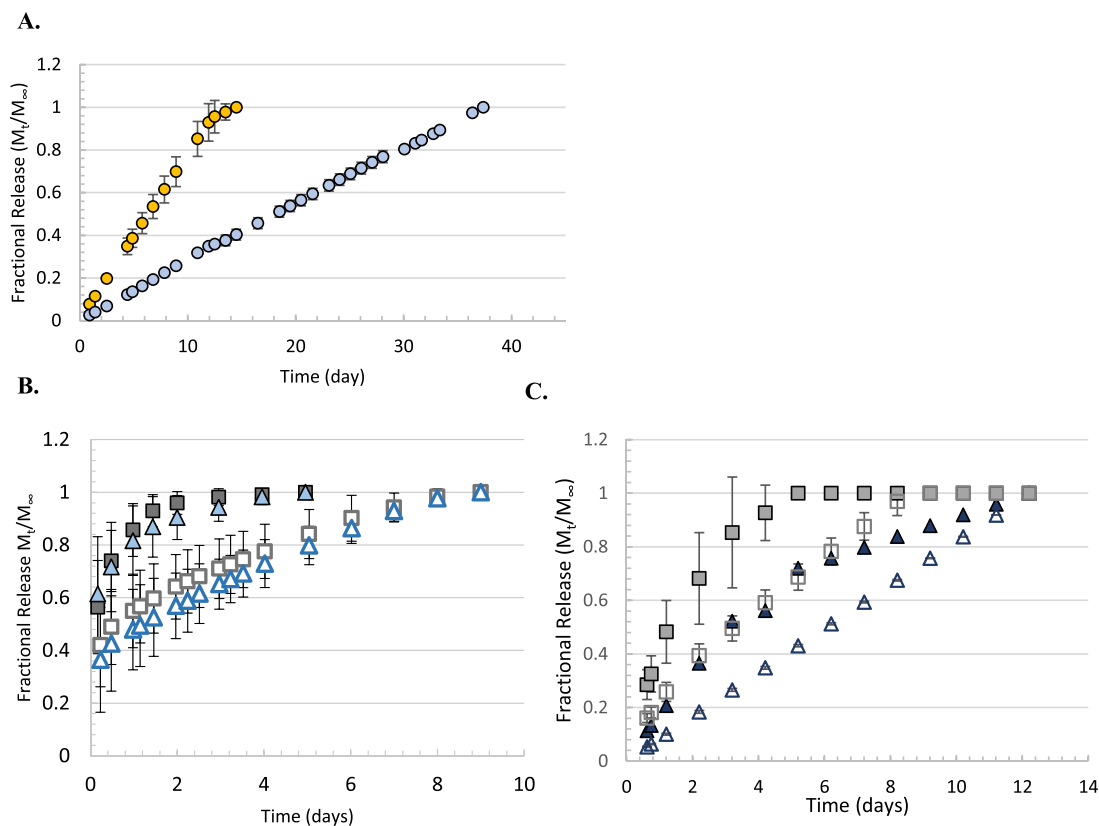 A.
Fractional Release (Mt/M∞)
1.2
1
0.8
0.6
0.4
0.2
0
0 10 20 30 40
Time (day)
B.
Fractional Release Mt/M∞
1.2
1
0.8
0.6
0.4
0.2
0
0 2 4 6 8 10
Time (days)
C.
Fractional Release (Mt/M∞)
1.2
1
0.8
0.6
0.4
0.2
0
0 2 4 6 8 10 12 14
Time (days)